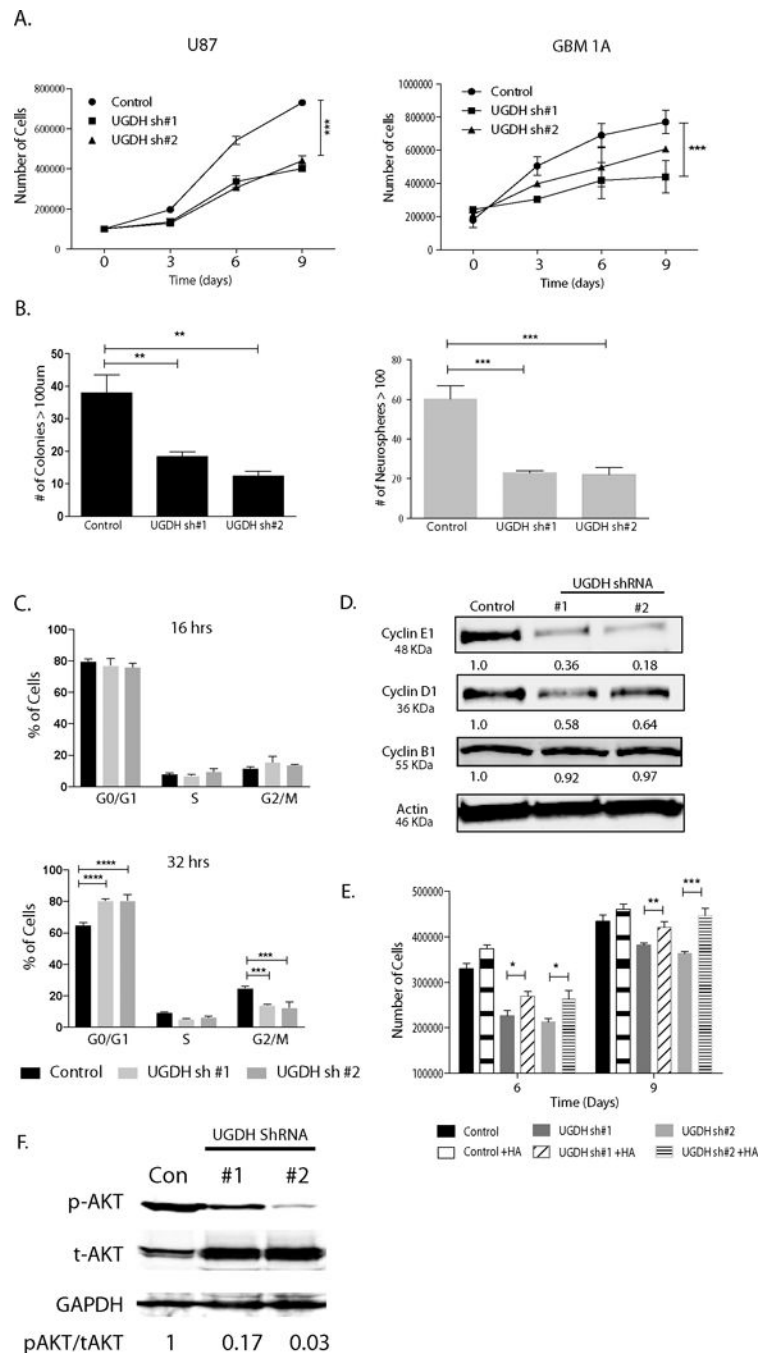 A.
U87
Number of Cells
800000
600000
400000
200000
0
Control
UGDH sh#1
UGDH sh#2
***
0 3 6 9
Time (days)
GBM 1A
Number of cells
1000000
800000
600000
400000
200000
0
Control
UGDH sh#1
UGDH sh#2
***
0 3 6 9
Time (days)
B.
# of Colonies > 100um
50
40
30
20
10
0
**
**
Control UGDH sh#1 UGDH sh#2
# of Neurospheres > 100
80
60
40
20
0
***
***
Control UGDH sh#1 UGDH sh#2
C.
16 hrs
% of Cells
100
80
60
40
20
0
G0/G1 S G2/M
32 hrs
% of Cells
100
80
60
40
20
0
****
****
***
***
G0/G1 S G2/M
Control UGDH sh #1 UGDH sh #2
D.
UGDH shRNA
Control #1 #2
Cyclin E1
48 KDa
1.0 0.36 0.18
Cyclin D1
36 KDa
1.0 0.58 0.64
Cyclin B1
55 KDa
1.0 0.92 0.97
Actin
46 KDa
E.
Number of Cells
500000
400000
300000
200000
100000
*
*
**
***
6 9
Time (Days)
Control UGDH sh#1 UGDH sh#2
Control +HA UGDH sh#1 +HA UGDH sh#2 +HA
F.
UGDH ShRNA
Con #1 #2
p-AKT
t-AKT
GAPDH
pAKT/tAKT 1 0.17 0.03